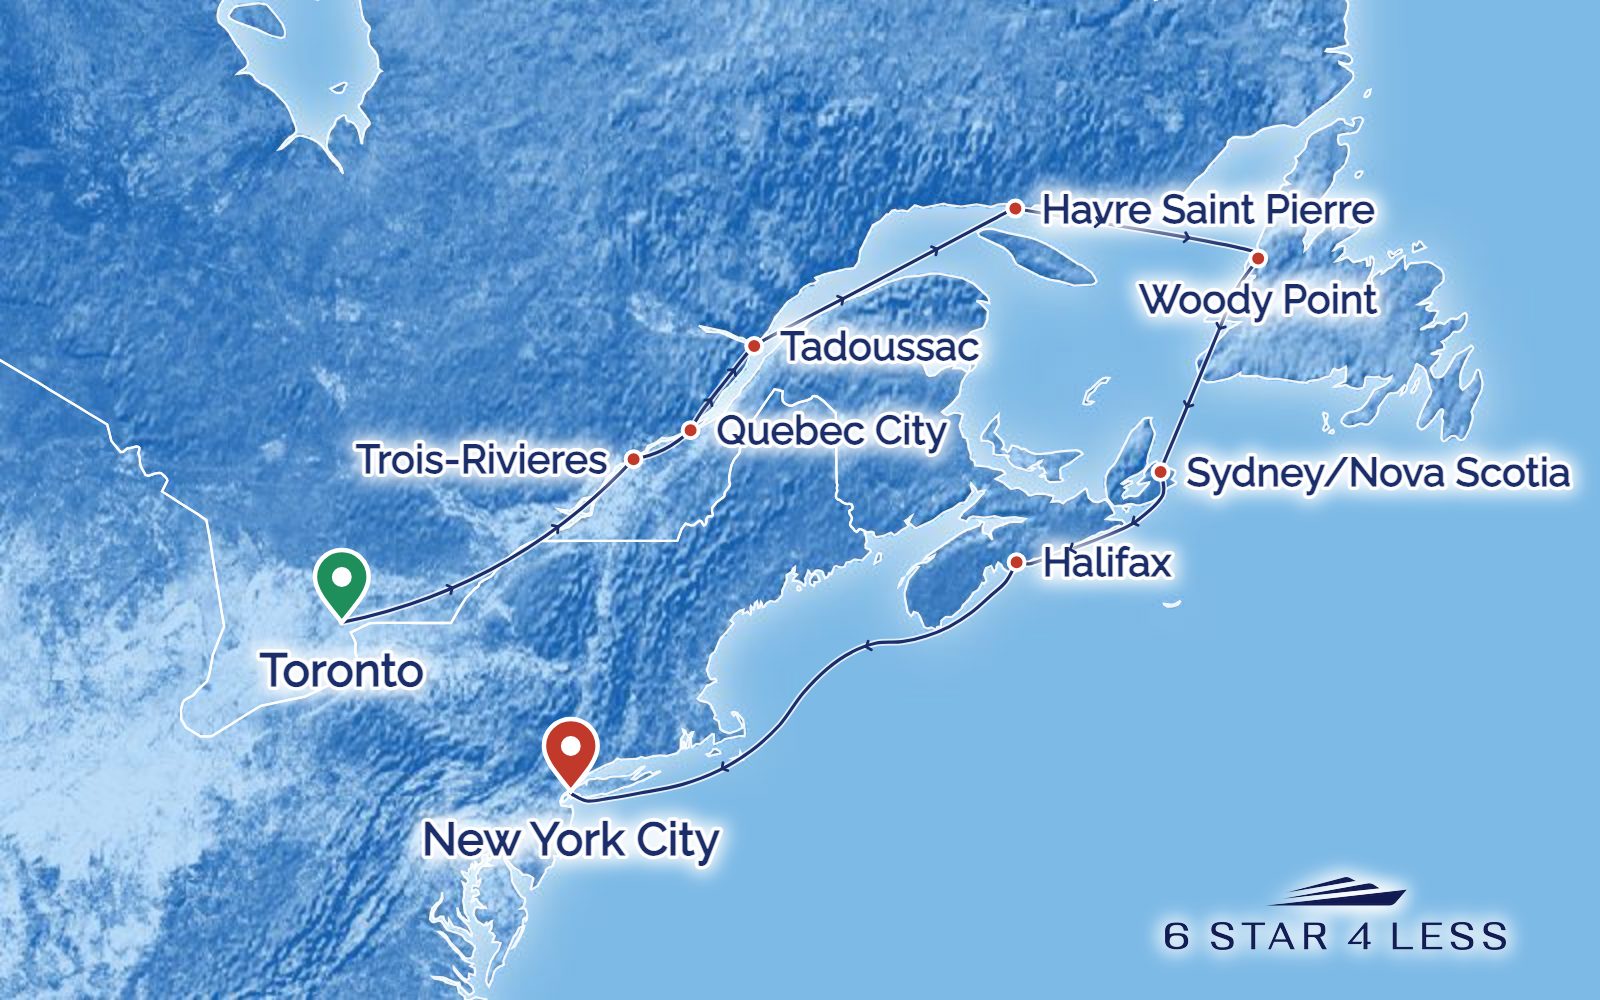 Havre Saint Pierre
Woody Point
Tadoussac
Quebec City
Trois-Rivieres
Sydney/Nova Scotia
Halifax
Toronto
New York City
6 STAR 4 LESS